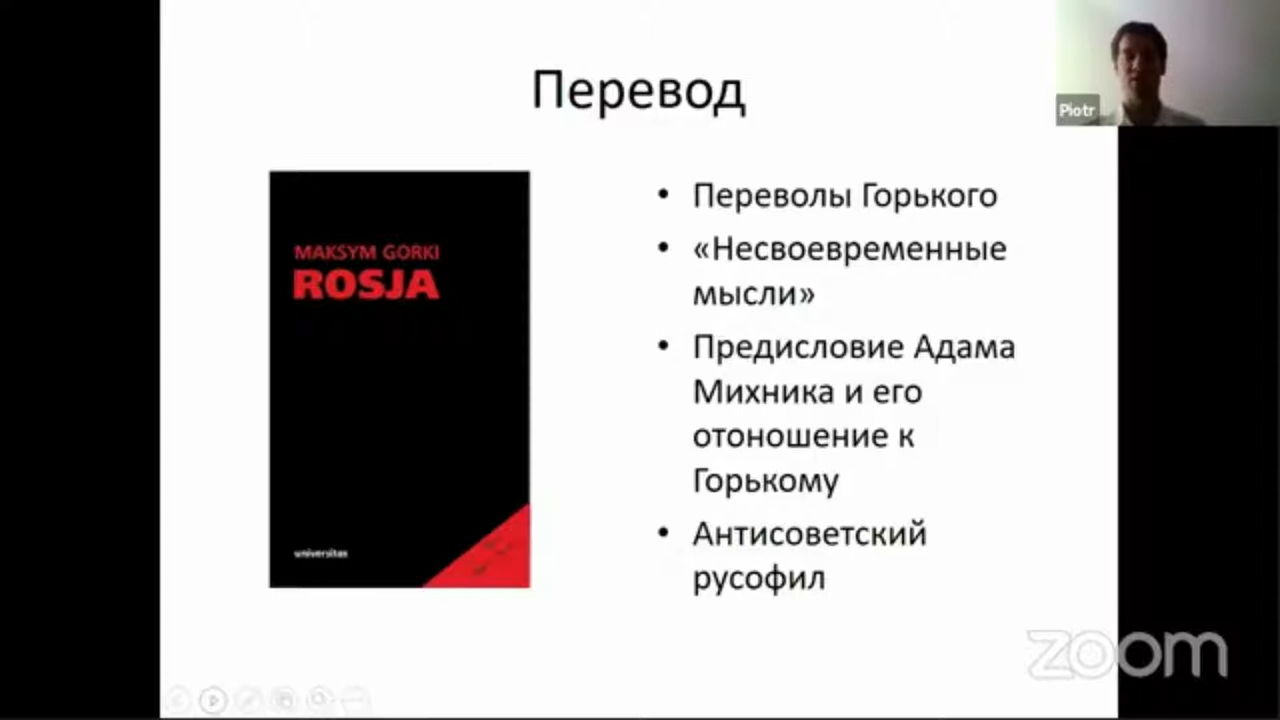 Перевод
Piotr
MAKSYM GORKI
ROSJA
universitas
• Переволы Горького
• «Несвоевременные
мысли»
• Предисловие Адама
Михника и его
отоношение к
Горькому
• Антисоветский
русофил
zoom